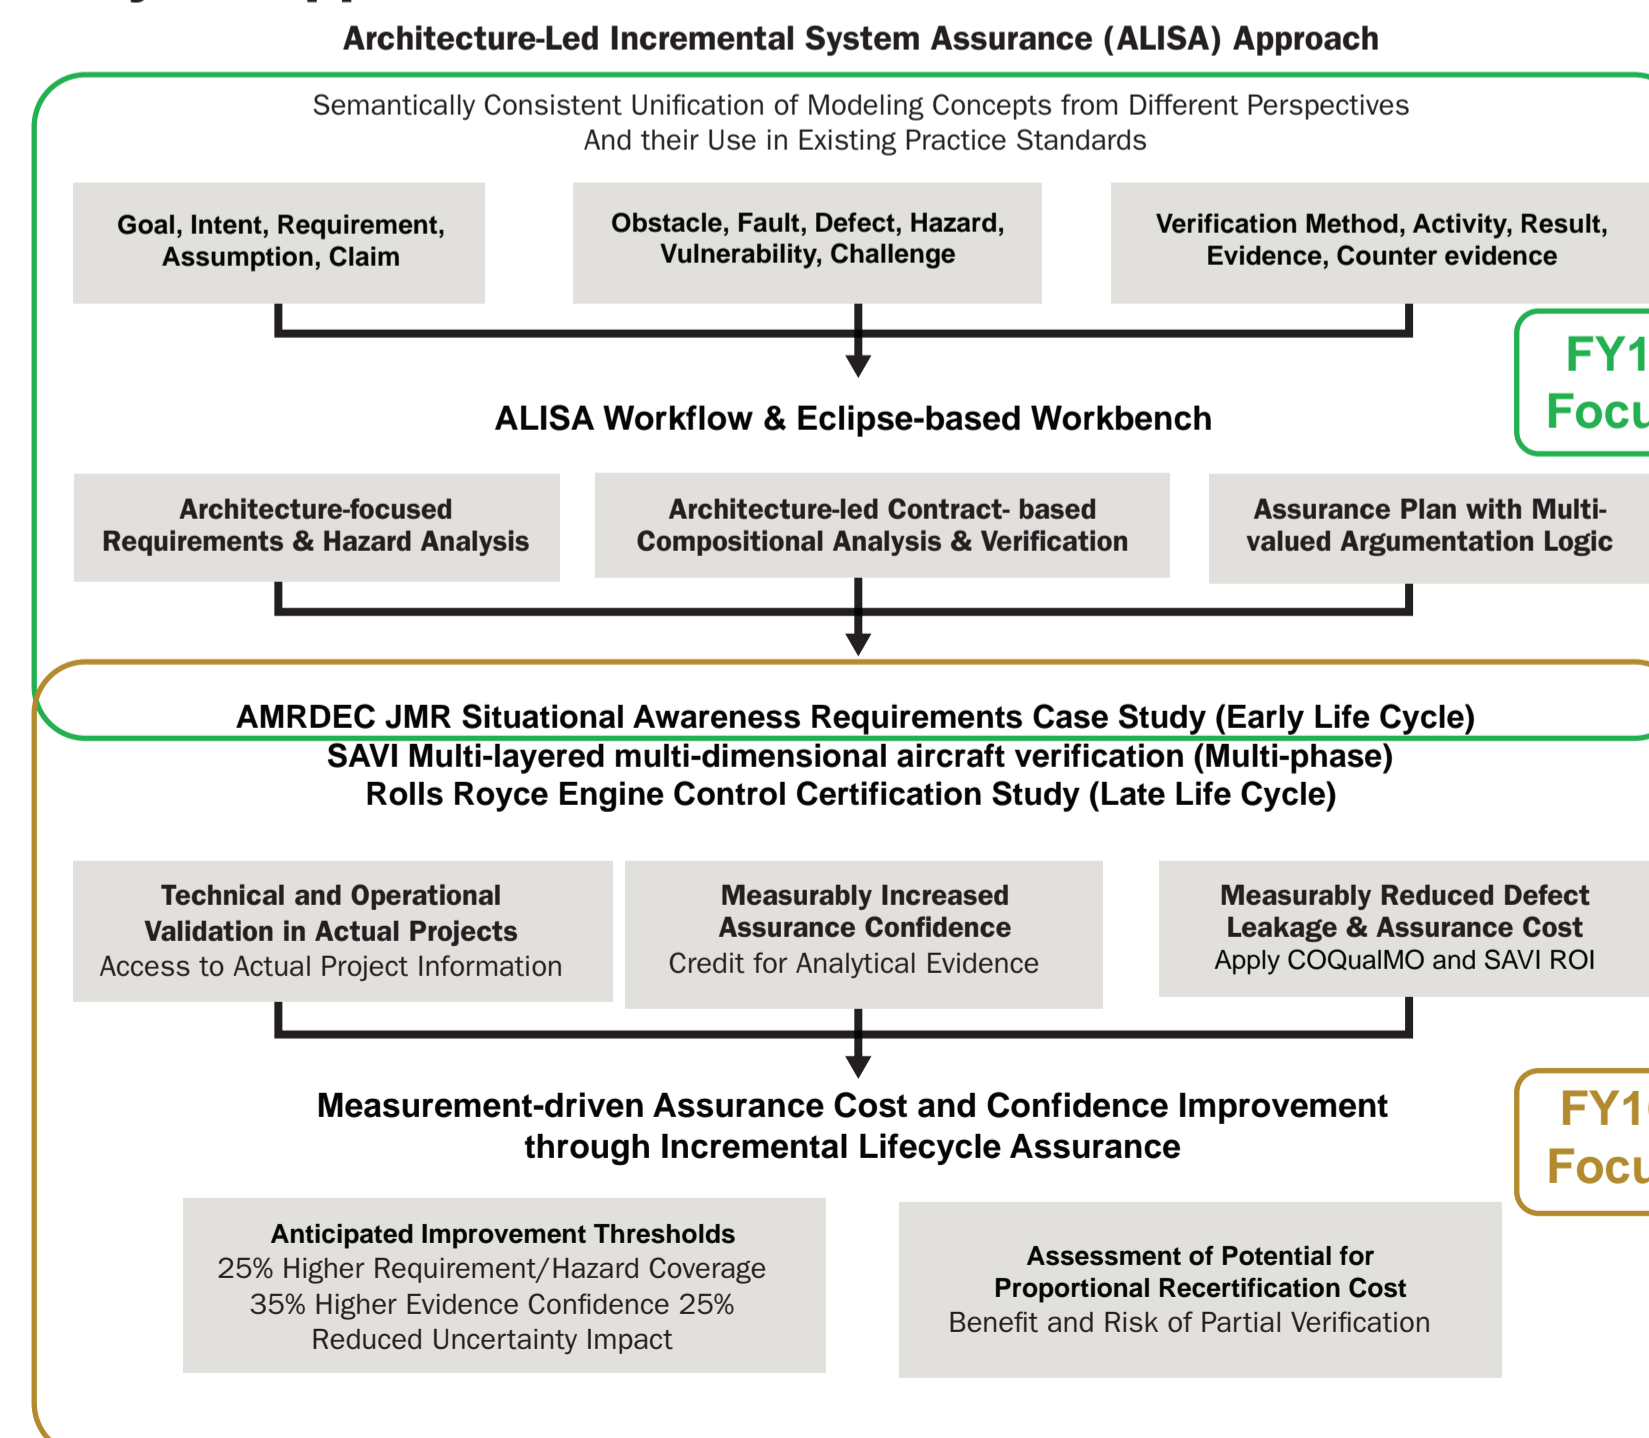 Architecture-Led Incremental System Assurance (ALISA) Approach
Semantically Consistent Unification of Modeling Concepts from Different Perspectives
And their Use in Existing Practice Standards
Goal, Intent, Requirement,
Assumption, Claim
Obstacle, Fault, Defect, Hazard,
Vulnerability, Challenge
Verification Method, Activity, Result,
Evidence, Counter evidence
FY1
Focu
ALISA Workflow & Eclipse-based Workbench
Architecture-focused
Requirements & Hazard Analysis
Architecture-led Contract- based
Compositional Analysis & Verification
Assurance Plan with Multi-
valued Argumentation Logic
AMRDEC JMR Situational Awareness Requirements Case Study (Early Life Cycle)
SAVI Multi-layered multi-dimensional aircraft verification (Multi-phase)
Rolls Royce Engine Control Certification Study (Late Life Cycle)
Technical and Operational
Validation in Actual Projects
Access to Actual Project Information
Measurably Increased
Assurance Confidence
Credit for Analytical Evidence
Measurably Reduced Defect
Leakage & Assurance Cost
Apply COQualMO and SAVI ROI
Measurement-driven Assurance Cost and Confidence Improvement
through Incremental Lifecycle Assurance
FY1
Focu
Anticipated Improvement Thresholds
25% Higher Requirement/Hazard Coverage
35% Higher Evidence Confidence 25%
Reduced Uncertainty Impact
Assessment of Potential for
Proportional Recertification Cost
Benefit and Risk of Partial Verification